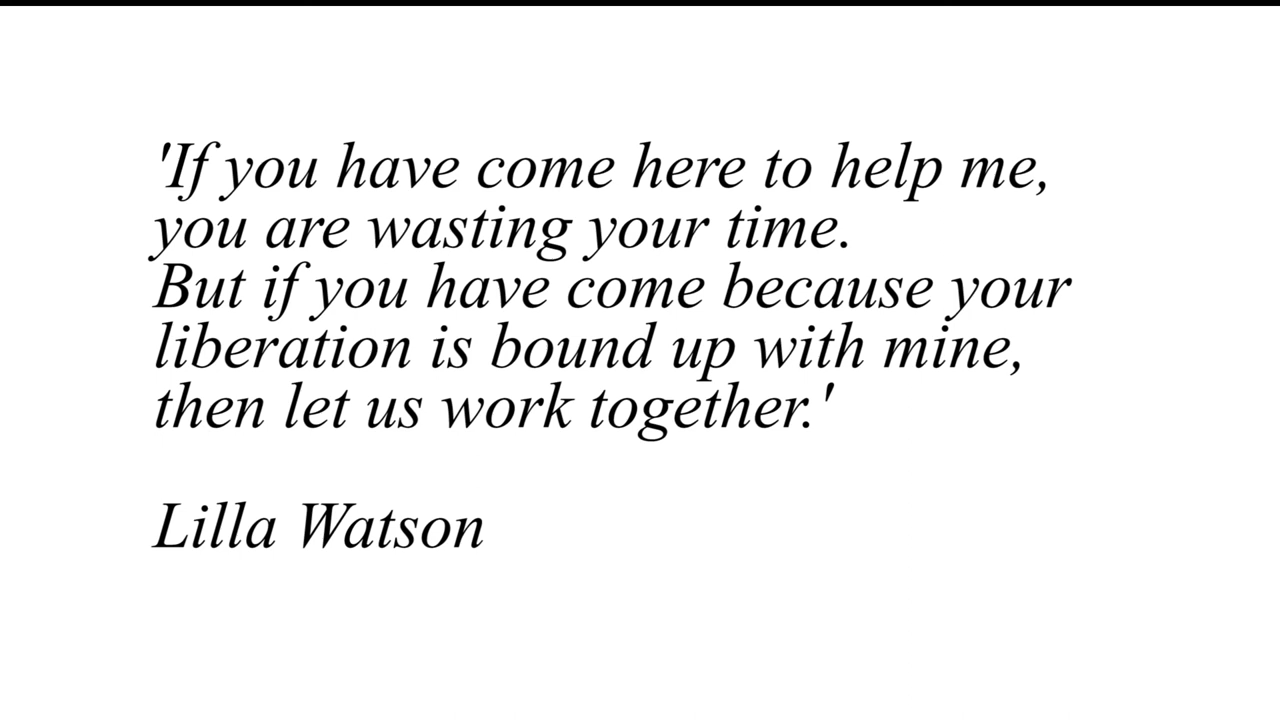 'If you have come here to help me,
you are wasting your time.
But if you have come because your
liberation is bound up with mine,
then let us work together.'
Lilla Watson